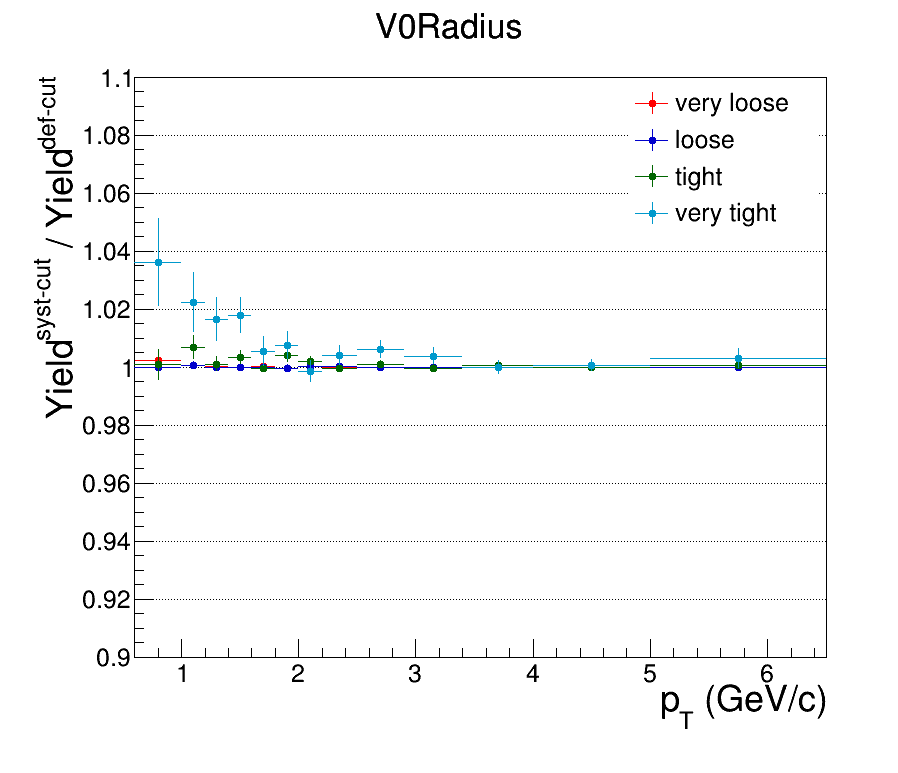 V0Radius
Yield^syst-cut / Yield^def-cut
1.1
1.08
1.06
1.04
1.02
1
0.98
0.96
0.94
0.92
0.9
very loose
loose
tight
very tight
1 2 3 4 5 6
p_T (GeV/c)